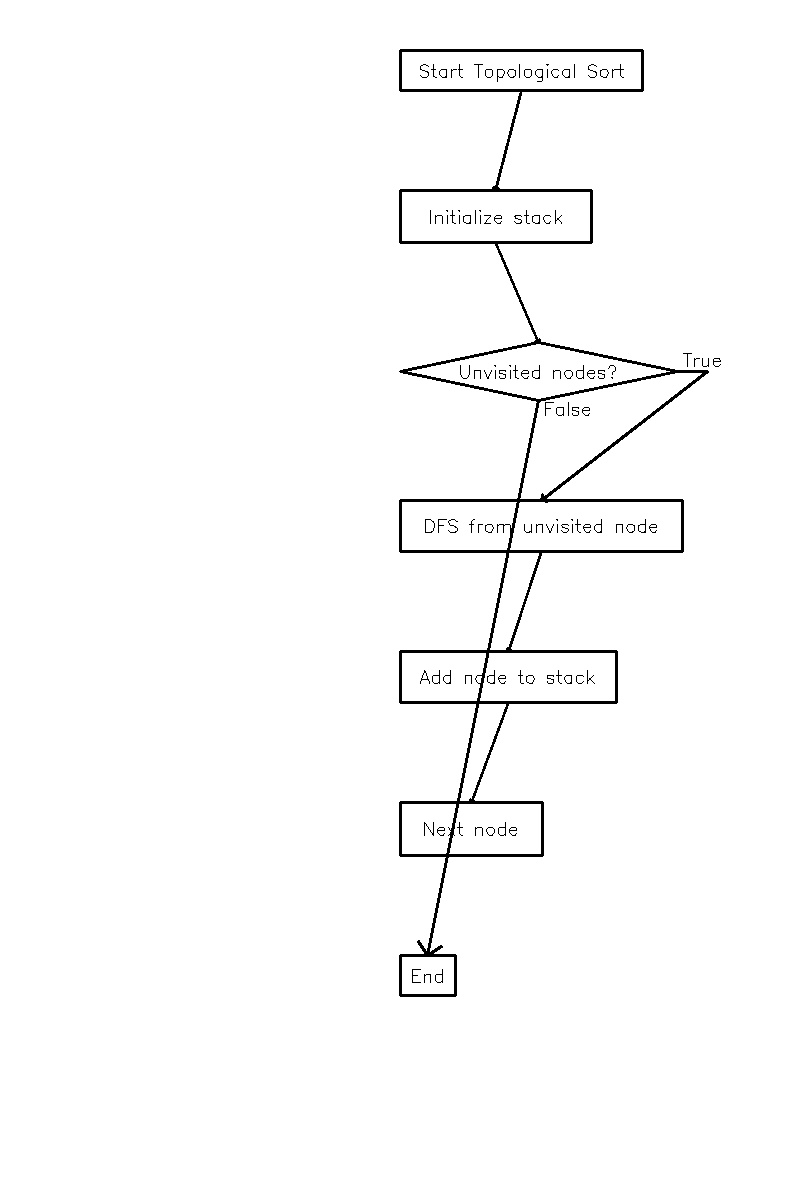 Start Topological Sort
Initialize stack
Unvisited nodes?
True
False
DFS from unvisited node
Add node to stack
Next node
End